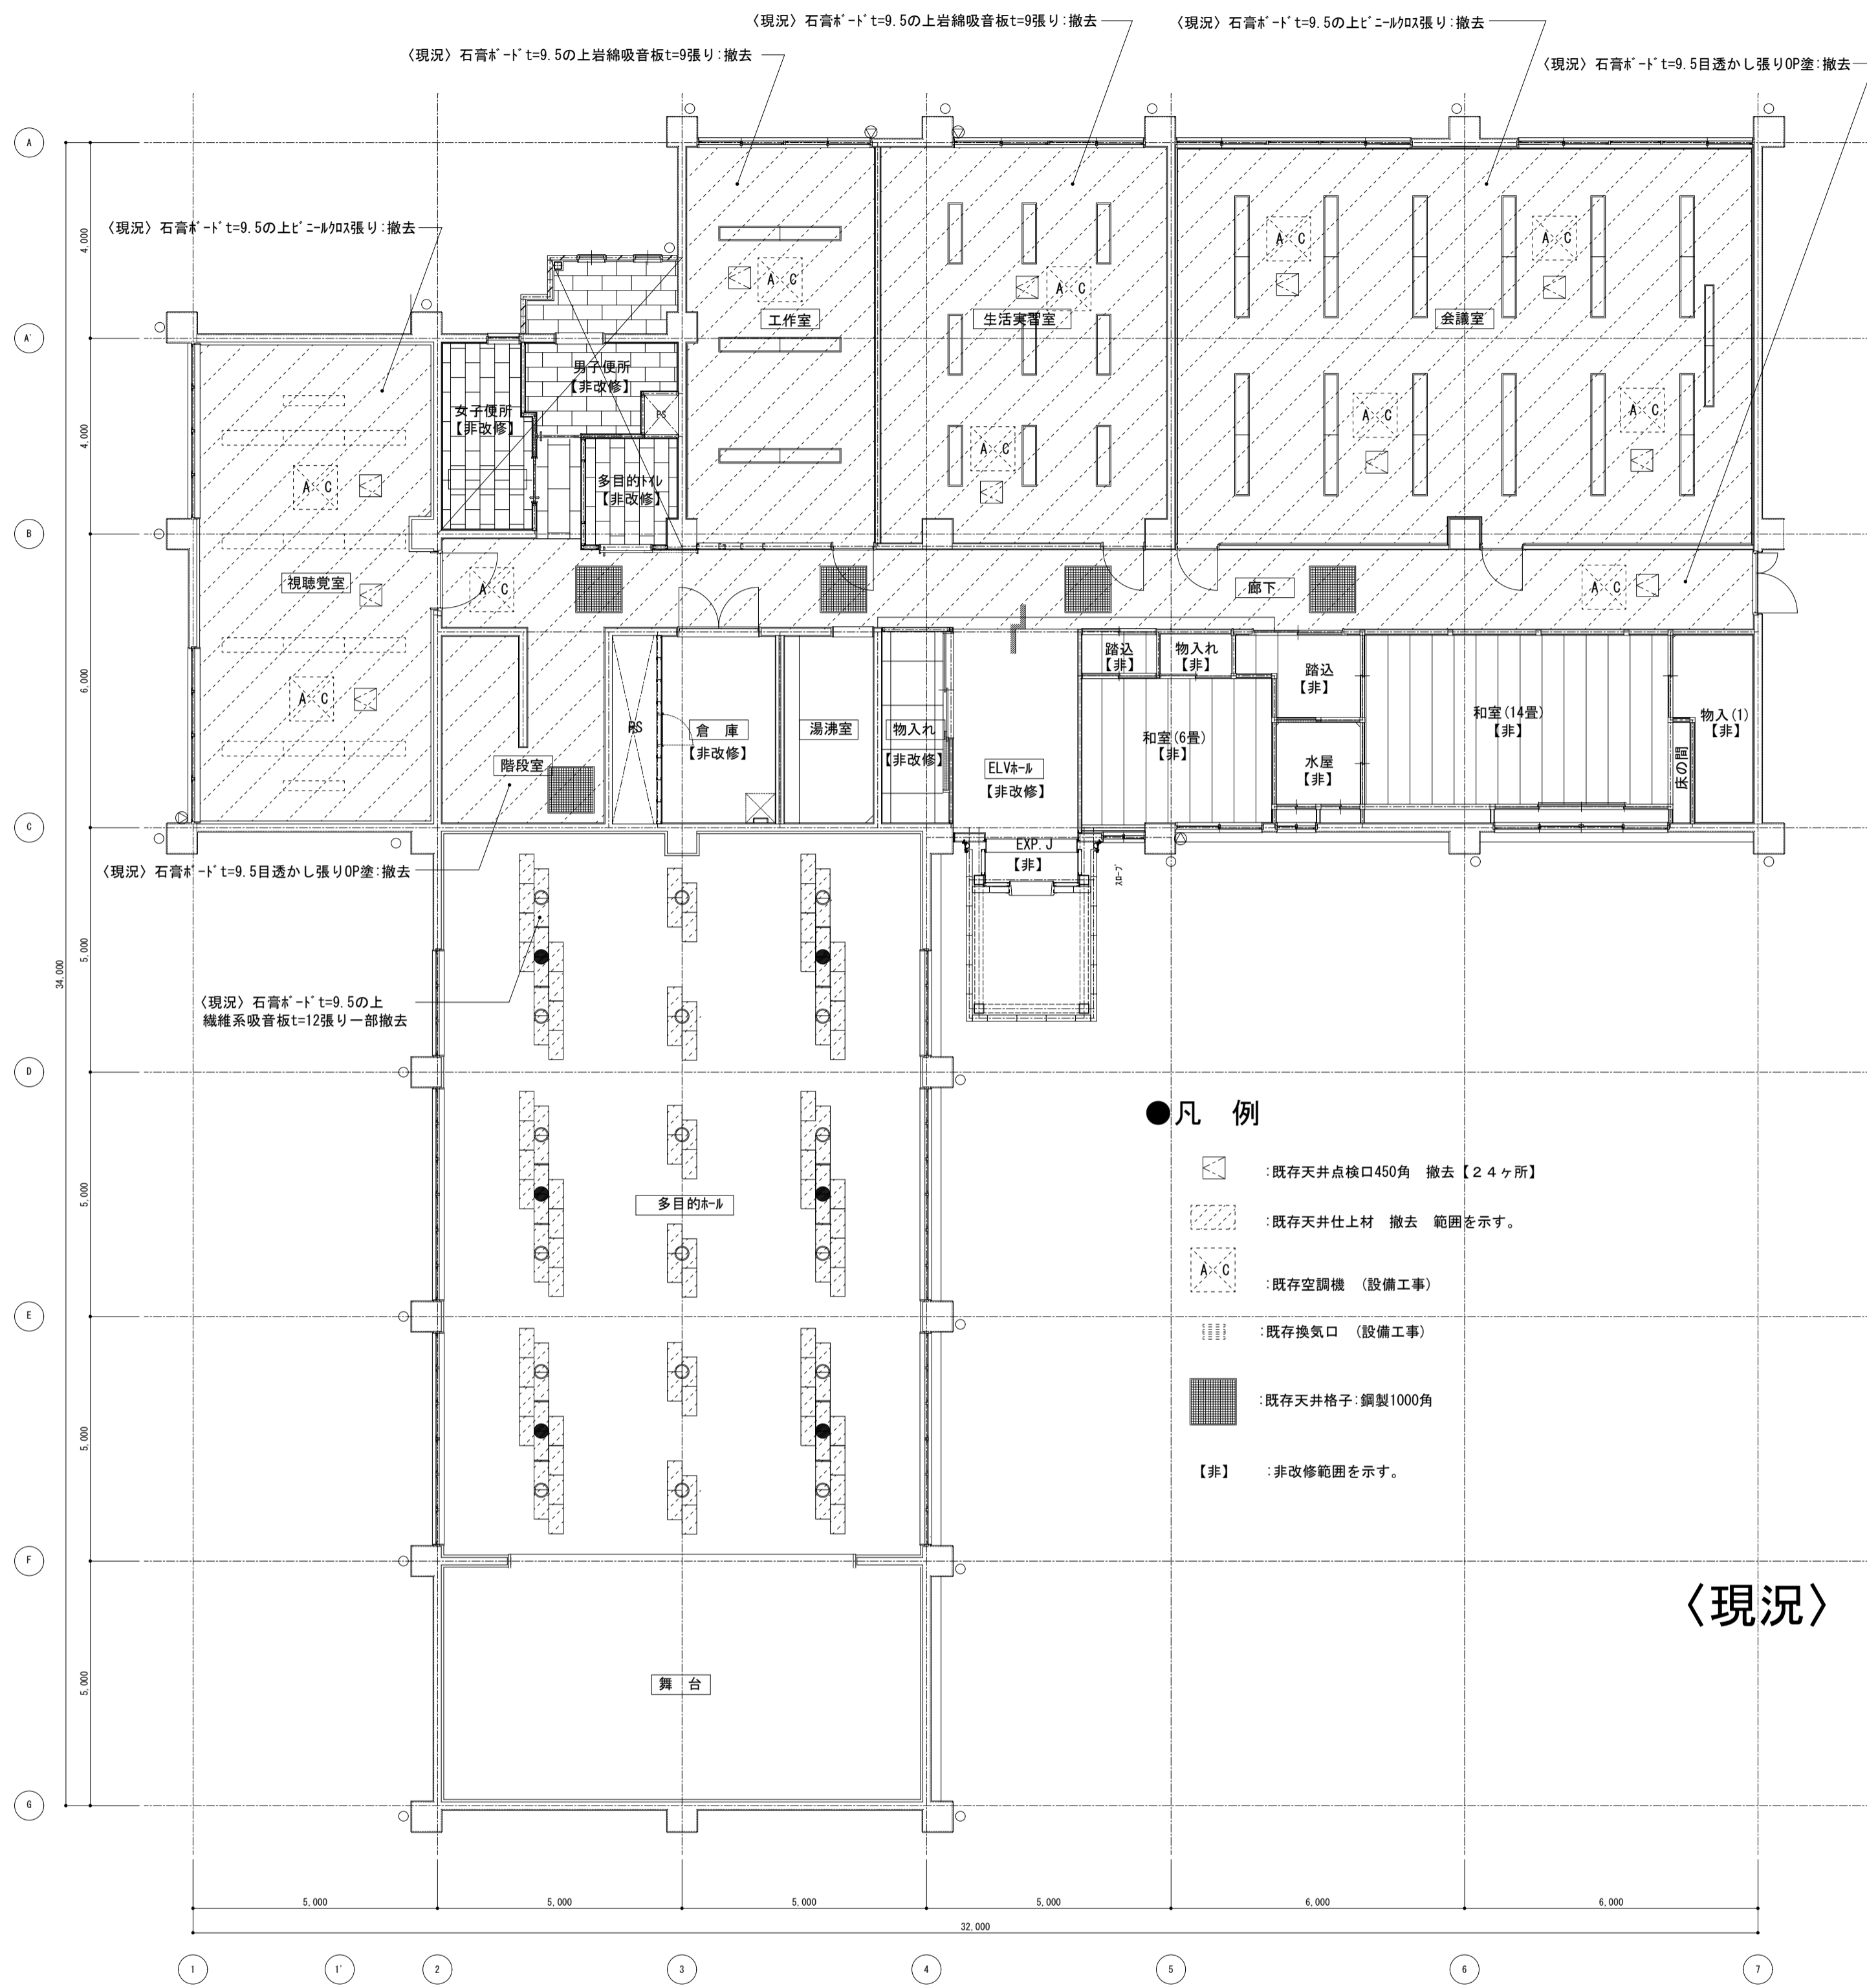 〈現況〉石膏ﾎﾞｰﾄﾞt=9.5の上岩綿吸音板t=9張り:撤去
〈現況〉石膏ﾎﾞｰﾄﾞt=9.5の上ﾋﾞﾆｰﾙｸﾛｽ張り:撤去
〈現況〉石膏ﾎﾞｰﾄﾞt=9.5の上岩綿吸音板t=9張り:撤去
〈現況〉石膏ﾎﾞｰﾄﾞt=9.5目透かし張りOP塗:撤去
〈現況〉石膏ﾎﾞｰﾄﾞt=9.5の上ﾋﾞﾆｰﾙｸﾛｽ張り:撤去
A
A'
B
C
D
E
F
G
4,000
4,000
6,000
5,000
5,000
5,000
5,000
34,000
工作室
生活実習室
会議室
A C
A C
A C
A C
A C
A C
A C
男子便所
【非改修】
女子便所
【非改修】
PS
多目的ﾄｲﾚ
【非改修】
A C
視聴覚室
A C
A C
廊下
A C
階段室
PS
倉 庫
【非改修】
湯沸室
物入れ
【非改修】
ELVﾎｰﾙ
【非改修】
踏込
【非】
物入れ
【非】
和室(6畳)
【非】
踏込
【非】
水屋
【非】
和室(14畳)
【非】
床の間
物入(1)
【非】
EXP.J
【非】
ｽﾛｰﾌﾟ
〈現況〉石膏ﾎﾞｰﾄﾞt=9.5目透かし張りOP塗:撤去
〈現況〉石膏ﾎﾞｰﾄﾞt=9.5の上
繊維系吸音板t=12張り一部撤去
多目的ﾎｰﾙ
舞 台
●凡 例
:既存天井点検口450角 撤去【２４ヶ所】
:既存天井仕上材 撤去 範囲を示す。
A C :既存空調機 (設備工事)
:既存換気口 (設備工事)
:既存天井格子:鋼製1000角
【非】 :非改修範囲を示す。
〈現況〉
5,000
5,000
5,000
5,000
6,000
6,000
32,000
1
1'
2
3
4
5
6
7